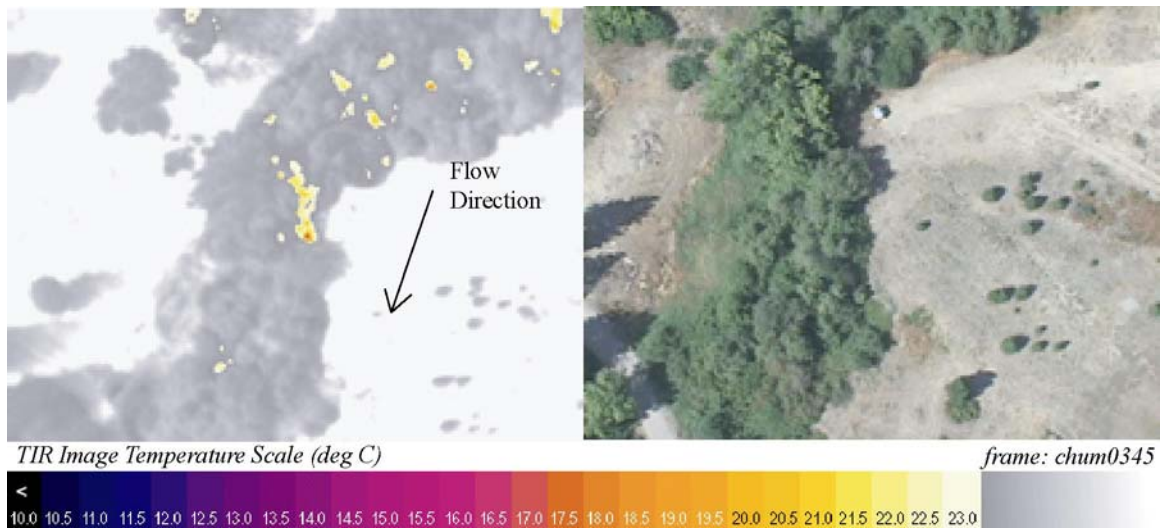 Flow
Direction
TIR Image Temperature Scale (deg C) frame: chum0345
<
10.0 10.5 11.0 11.5 12.0 12.5 13.0 13.5 14.0 14.5 15.0 15.5 16.0 16.5 17.0 17.5 18.0 18.5 19.0 19.5 20.0 20.5 21.0 21.5 22.0 22.5 23.0